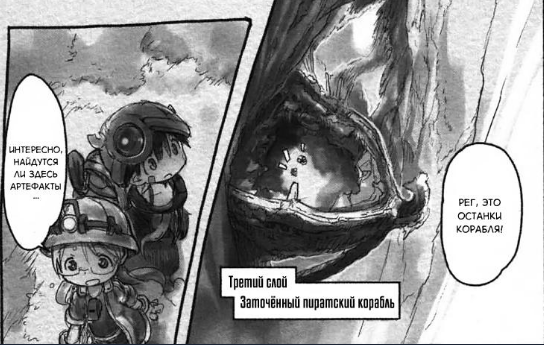 ИНТЕРЕСНО,
НАЙДУТСЯ
ЛИ ЗДЕСЬ
АРТЕФАКТЫ
...
РЕГ, ЭТО
ОСТАНКИ
КОРАБЛЯ!
Третий слой
Заточённый пиратский корабль